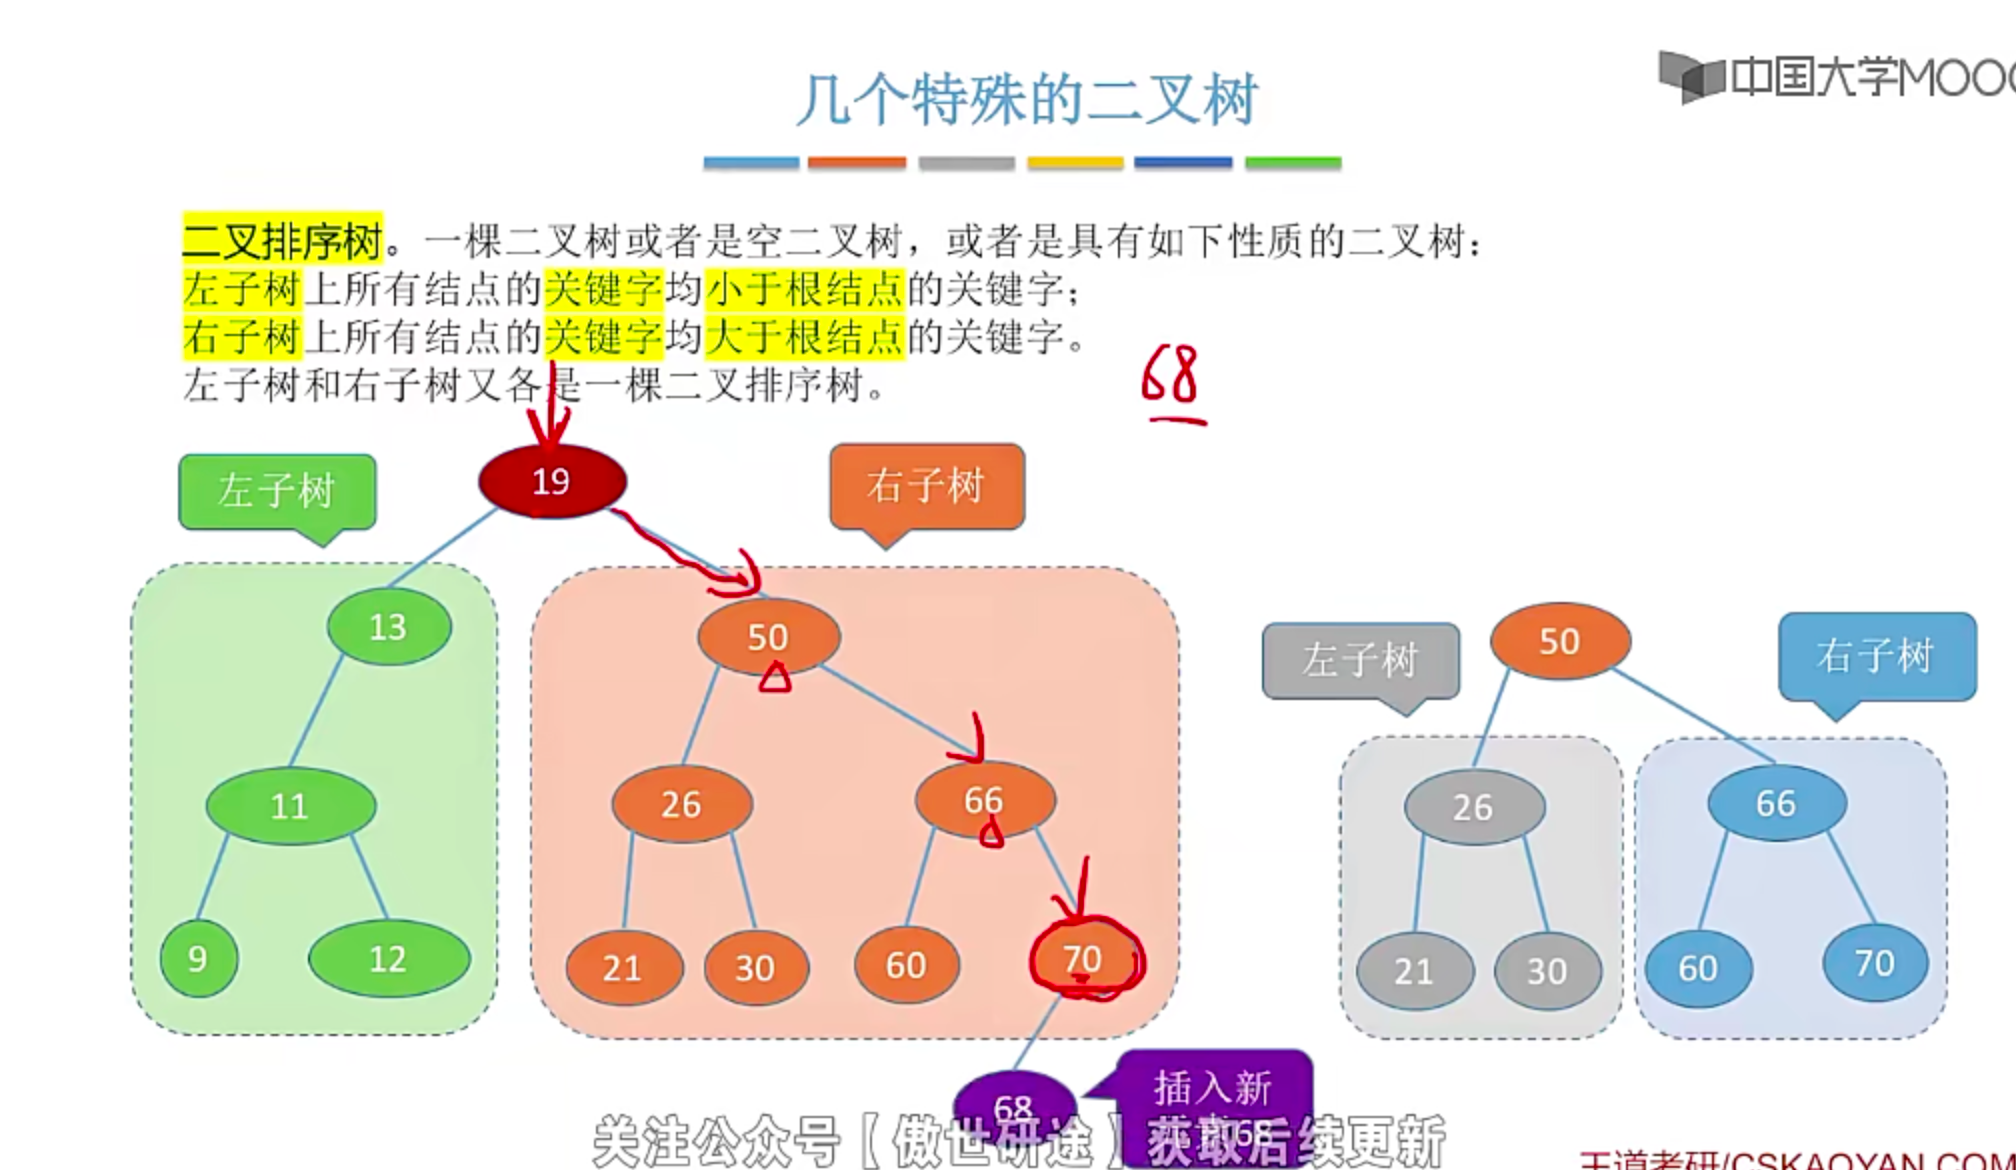 几个特殊的二叉树
中国大学MOO
二叉排序树。一棵二叉树或者是空二叉树，或者是具有如下性质的二叉树：
左子树上所有结点的关键字均小于根结点的关键字；
右子树上所有结点的关键字均大于根结点的关键字。
左子树和右子树又各是一棵二叉排序树。
68
左子树
19
右子树
13
50
左子树
50
右子树
11
26
66
26
66
9
12
21
30
60
70
21
30
60
70
68
插入新
68
关注公众号【傲世研途】获取后续更新
王道考研/CSKAOYAN.COM